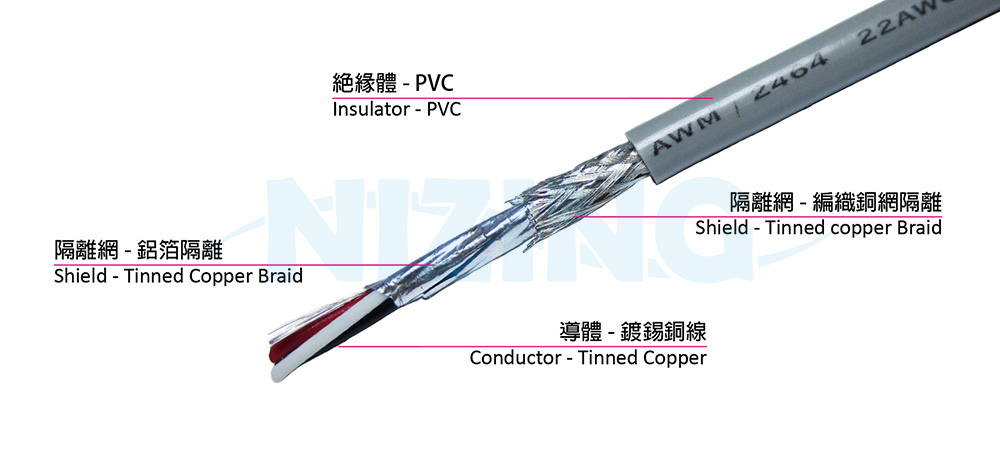 絕緣體 - PVC
Insulator - PVC
AWM | 2464 22AWG
隔離網 - 編織銅網隔離
Shield - Tinned copper Braid
隔離網 - 鋁箔隔離
Shield - Tinned Copper Braid
NIZING
導體 - 鍍錫銅線
Conductor - Tinned Copper